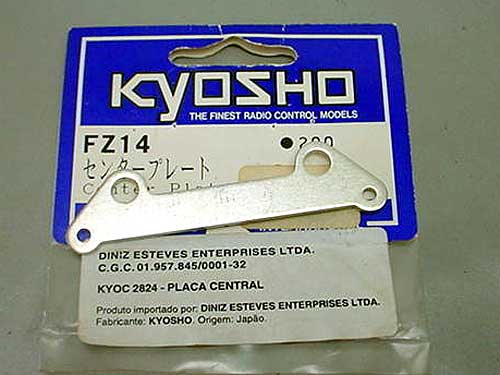 KYOSHO
THE FINEST RADIO CONTROL MODELS
FZ14
センタープレート
Center Plat
DINIZ ESTEVES ENTERPRISES LTDA.
C.G.C. 01.957.845/0001-32
KYOC 2824 - PLACA CENTRAL
Produto importado por: DINIZ ESTEVES ENTERPRISES LTDA.
Fabricante: KYOSHO. Origem: Japão.